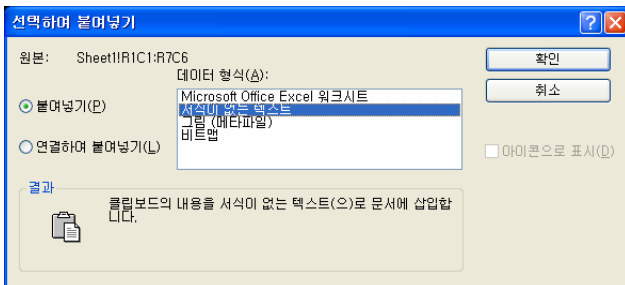 선택하여 붙여넣기
원본: Sheet1!R1C1:R7C6
데이터 형식(A):
붙여넣기(P)
연결하여 붙여넣기(L)
Microsoft Office Excel 워크시트
서식이 없는 텍스트
그림 (메타파일)
비트맵
확인
취소
아이콘으로 표시(D)
결과
클립보드의 내용을 서식이 없는 텍스트(으)로 문서에 삽입합
니다.